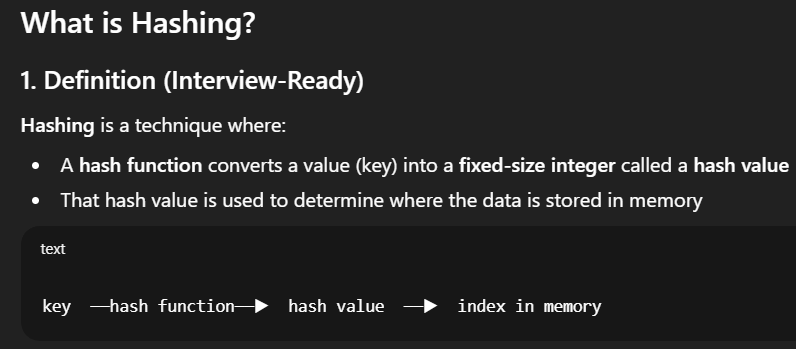 What is Hashing?
1. Definition (Interview-Ready)
Hashing is a technique where:
• A hash function converts a value (key) into a fixed-size integer called a hash value
• That hash value is used to determine where the data is stored in memory
text
key —hash function—▶ hash value —▶ index in memory